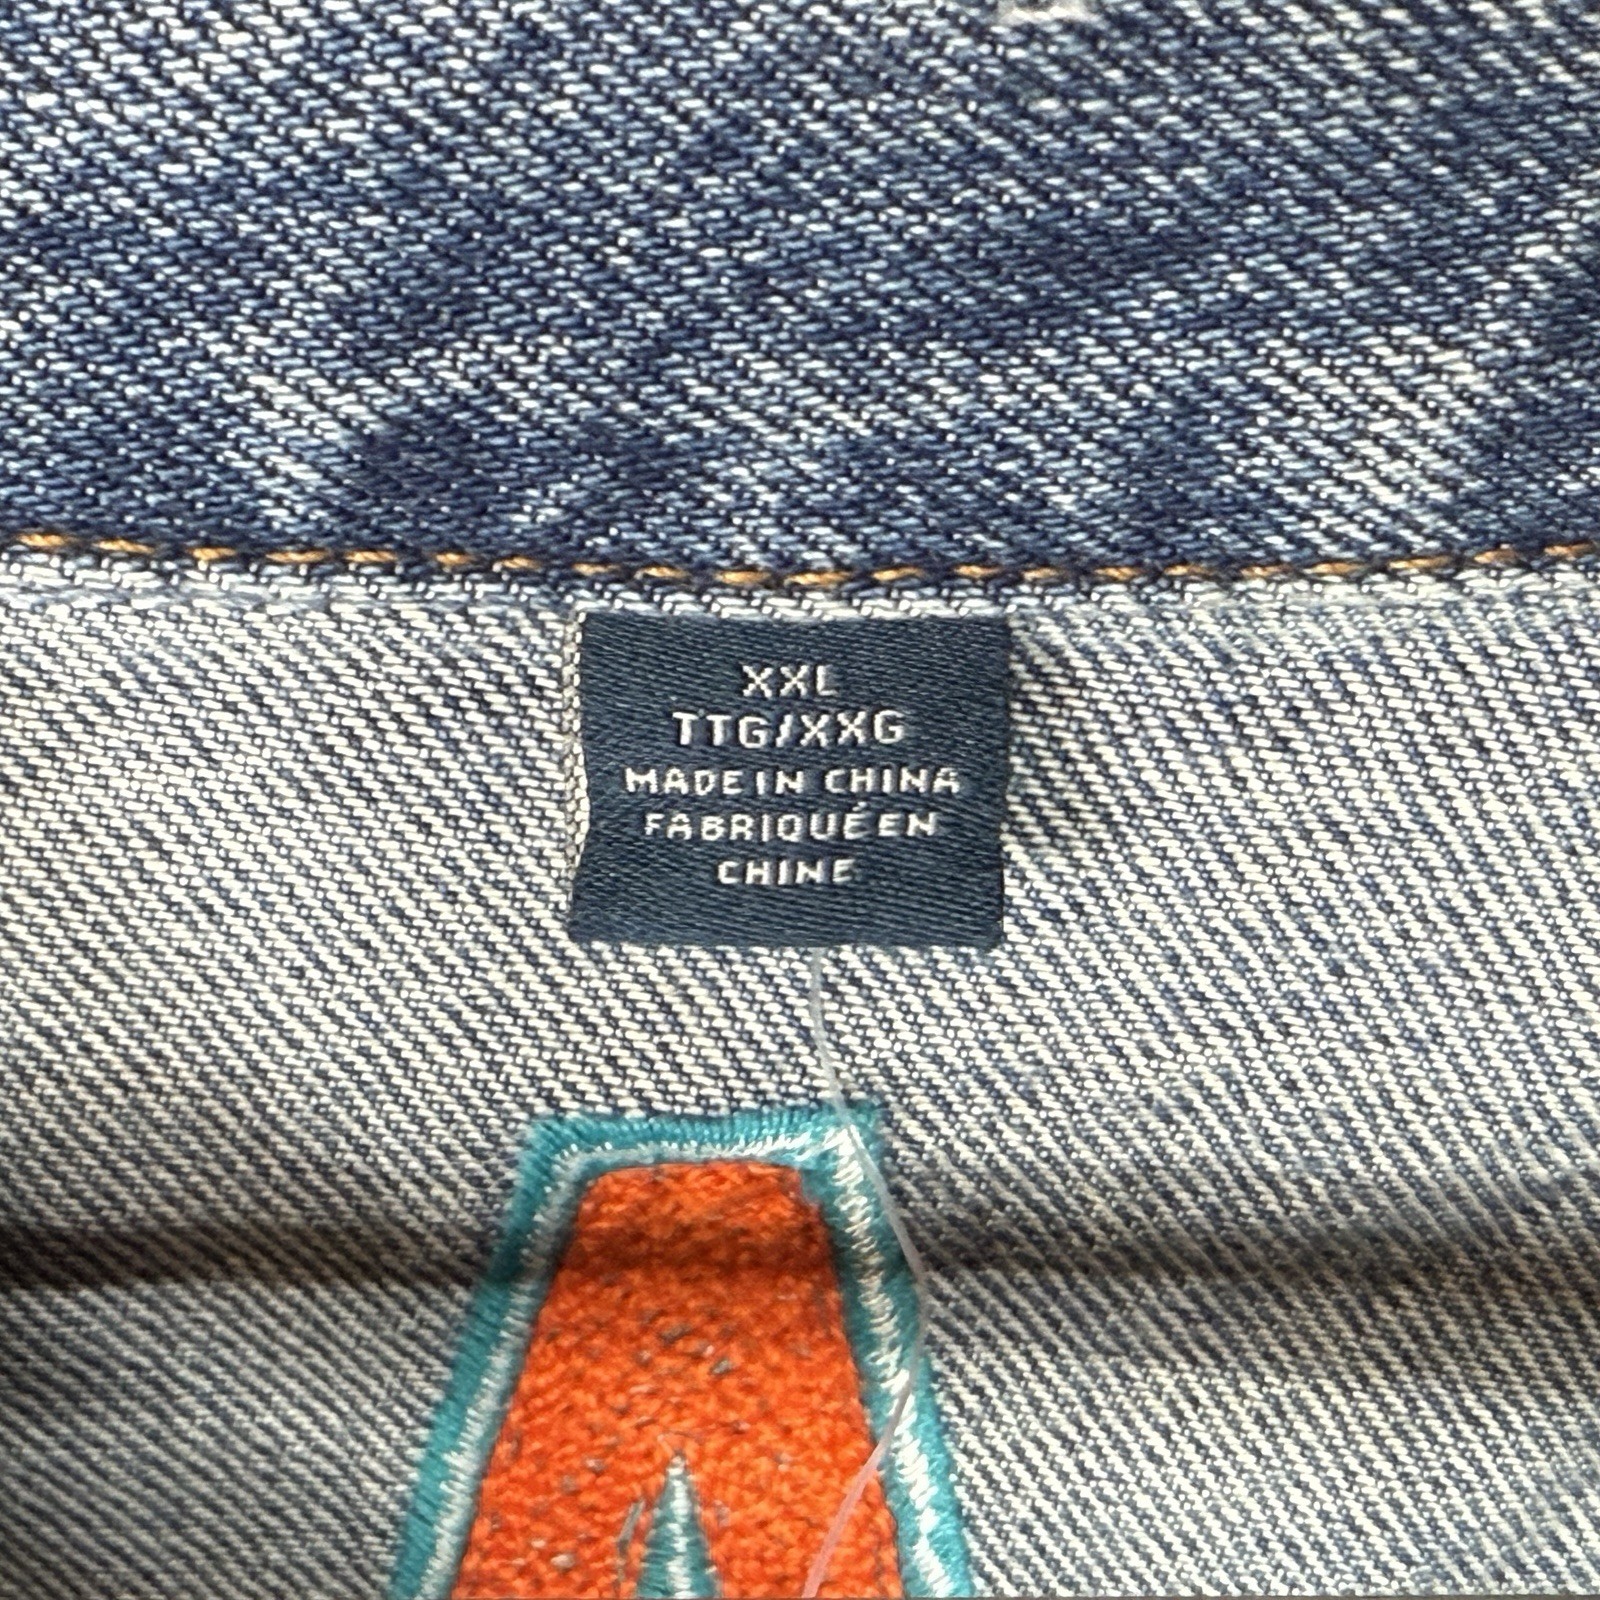 XXL
TTG/XXG
MADE IN CHINA
FABRIQUÉ EN
CHINE
A